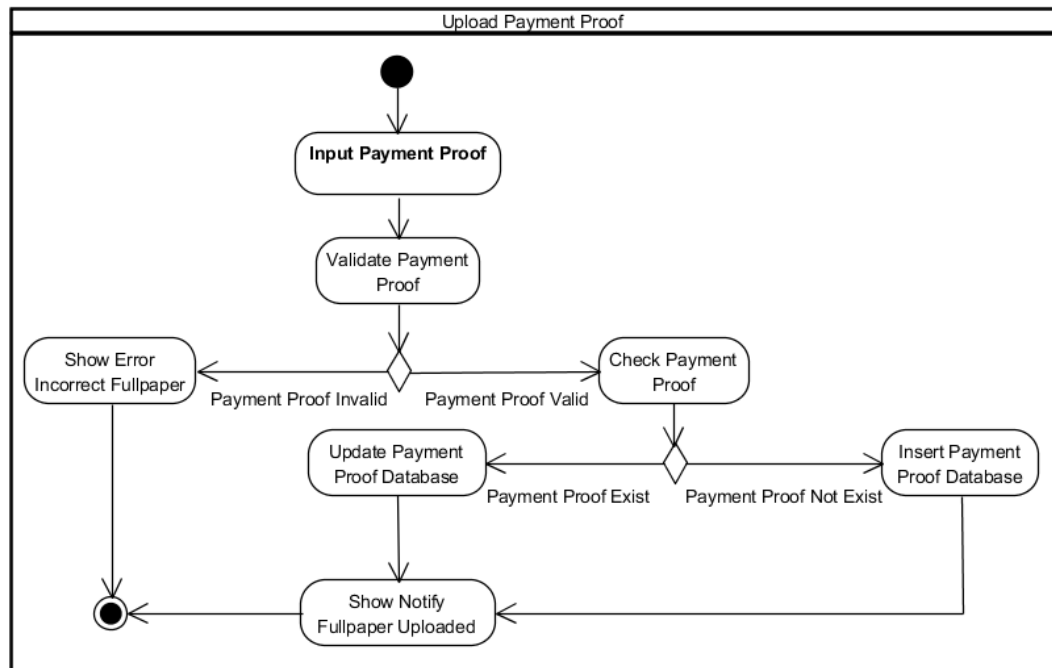 Upload Payment Proof
Input Payment Proof
Validate Payment
Proof
Show Error
Incorrect Fullpaper
Check Payment
Proof
Payment Proof Invalid
Payment Proof Valid
Update Payment
Proof Database
Insert Payment
Proof Database
Payment Proof Exist
Payment Proof Not Exist
Show Notify
Fullpaper Uploaded